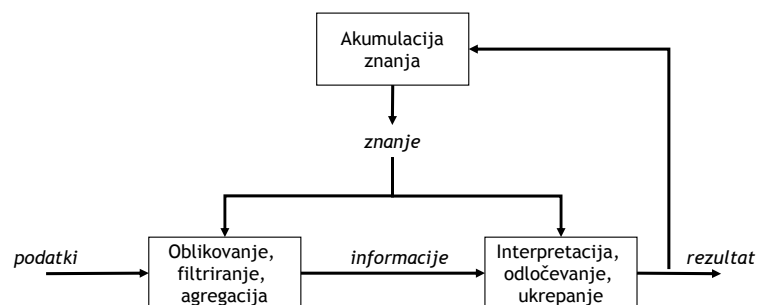 Akumulacija
znanja
znanje
podatki
Oblikovanje,
filtriranje,
agregacija
informacije
Interpretacija,
odločevanje,
ukrepanje
rezultat